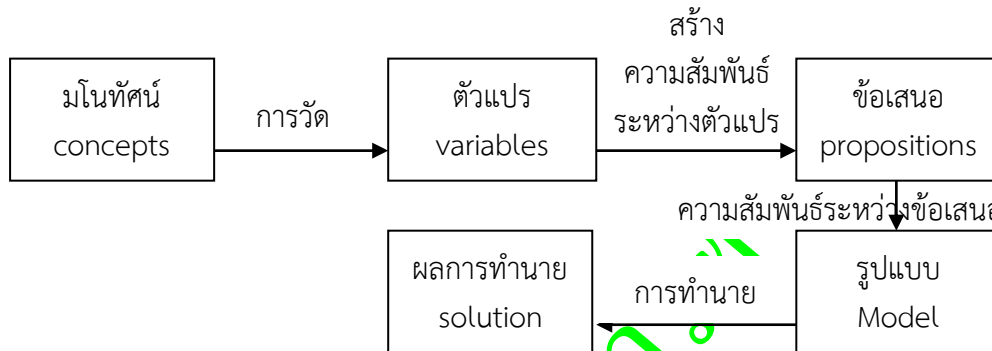 มโนทัศน์
concepts
การวัด
ตัวแปร
variables
สร้าง
ความสัมพันธ์
ระหว่างตัวแปร
ข้อเสนอ
propositions
ความสัมพันธ์ระหว่างข้อเสนอ
รูปแบบ
Model
การทำนาย
ผลการทำนาย
solution